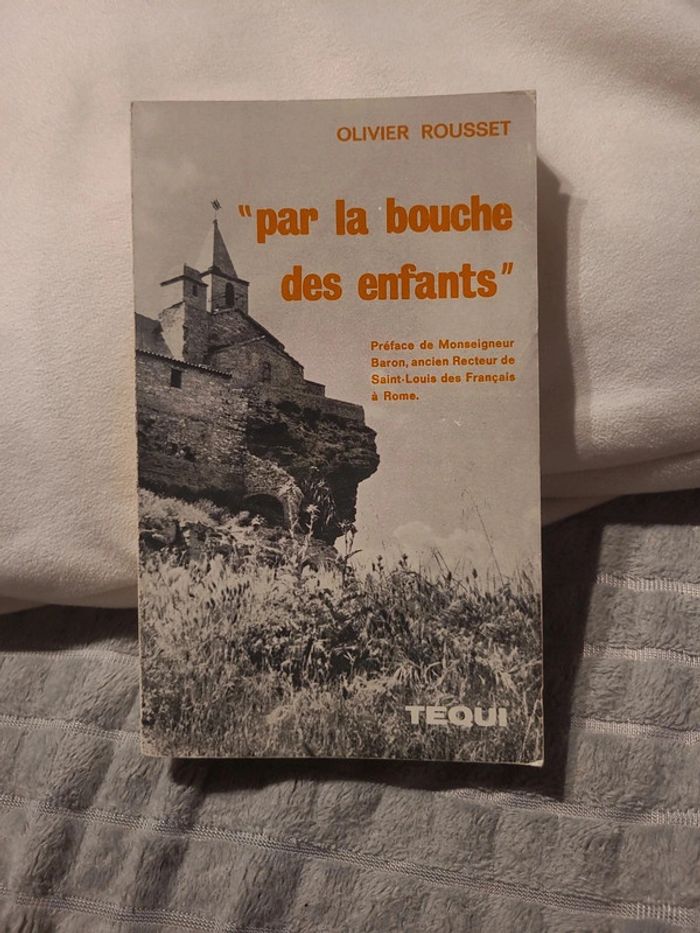 OLIVIER ROUSSET
"par la bouche
des enfants"
Préface de Monseigneur
Baron, ancien Recteur de
Saint-Louis des Français
à Rome.
TEQUI